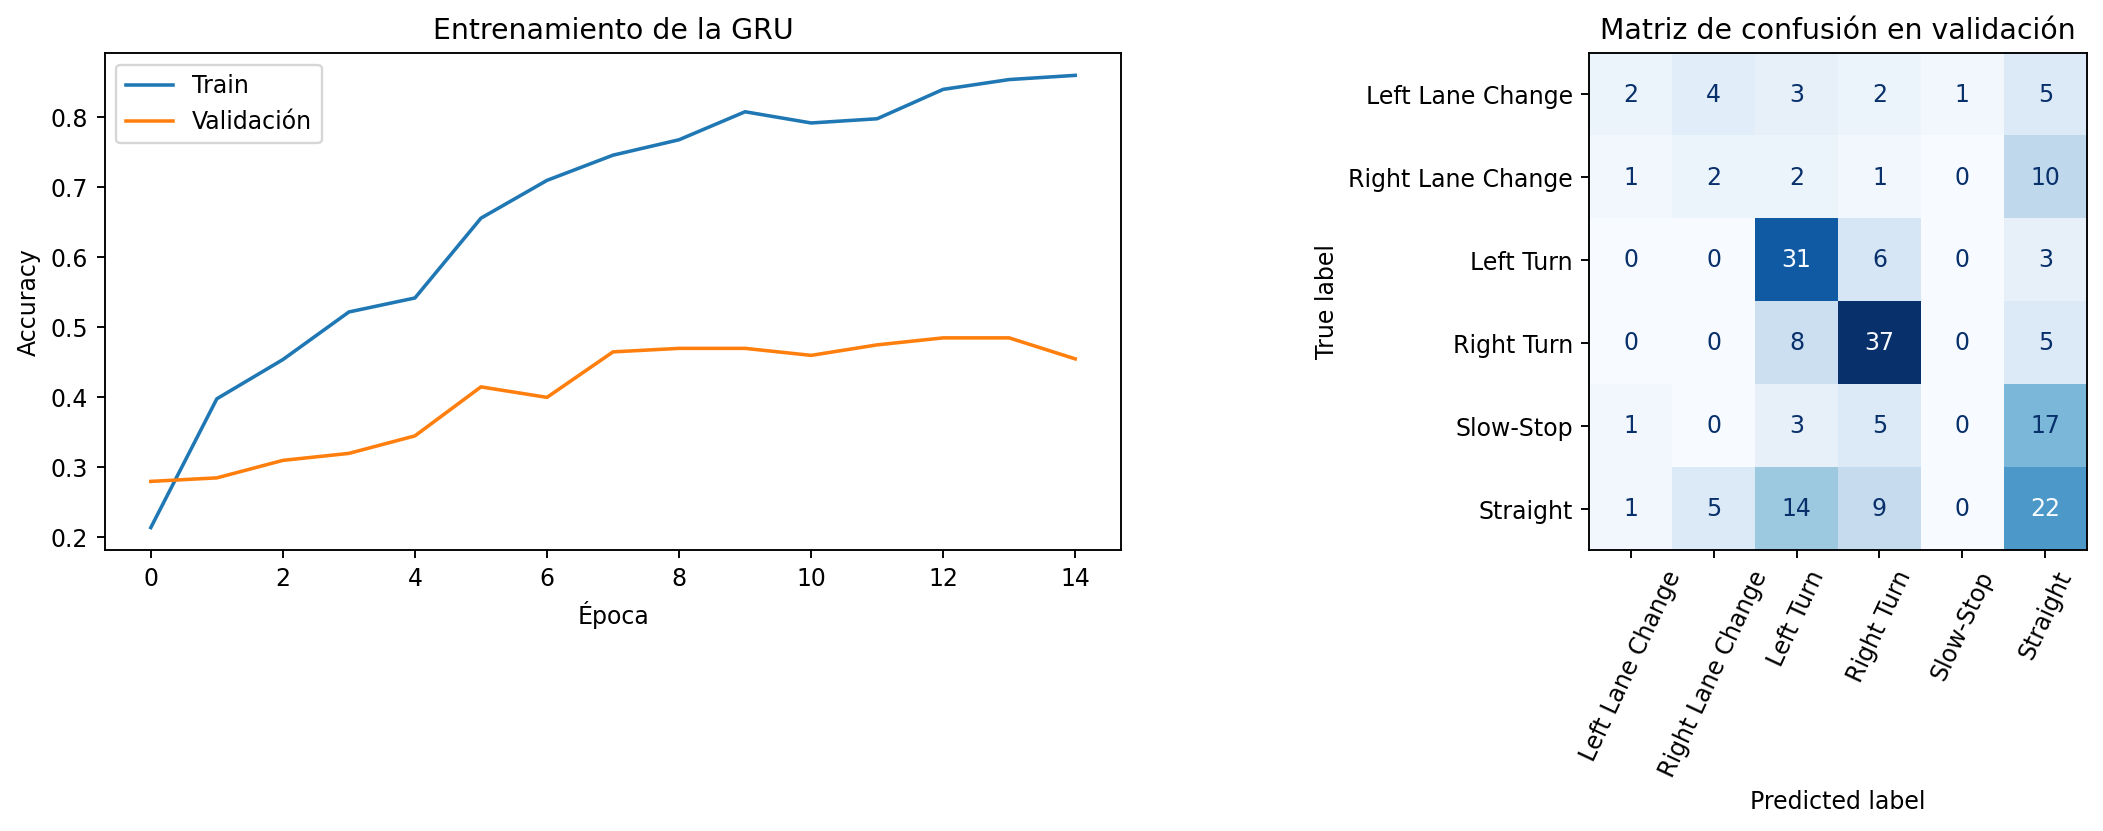 Entrenamiento de la GRU
Train
Validación
Accuracy
0.8
0.7
0.6
0.5
0.4
0.3
0.2
0 2 4 6 8 10 12 14
Época
Matriz de confusión en validación
True label
Left Lane Change 2 4 3 2 1 5
Right Lane Change 1 2 2 1 0 10
Left Turn 0 0 31 6 0 3
Right Turn 0 0 8 37 0 5
Slow-Stop 1 0 3 5 0 17
Straight 1 5 14 9 0 22
Left Lane Change
Right Lane Change
Left Turn
Right Turn
Slow-Stop
Straight
Predicted label